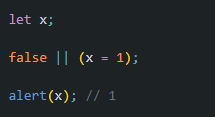 let x;
false || (x = 1);
alert(x); // 1